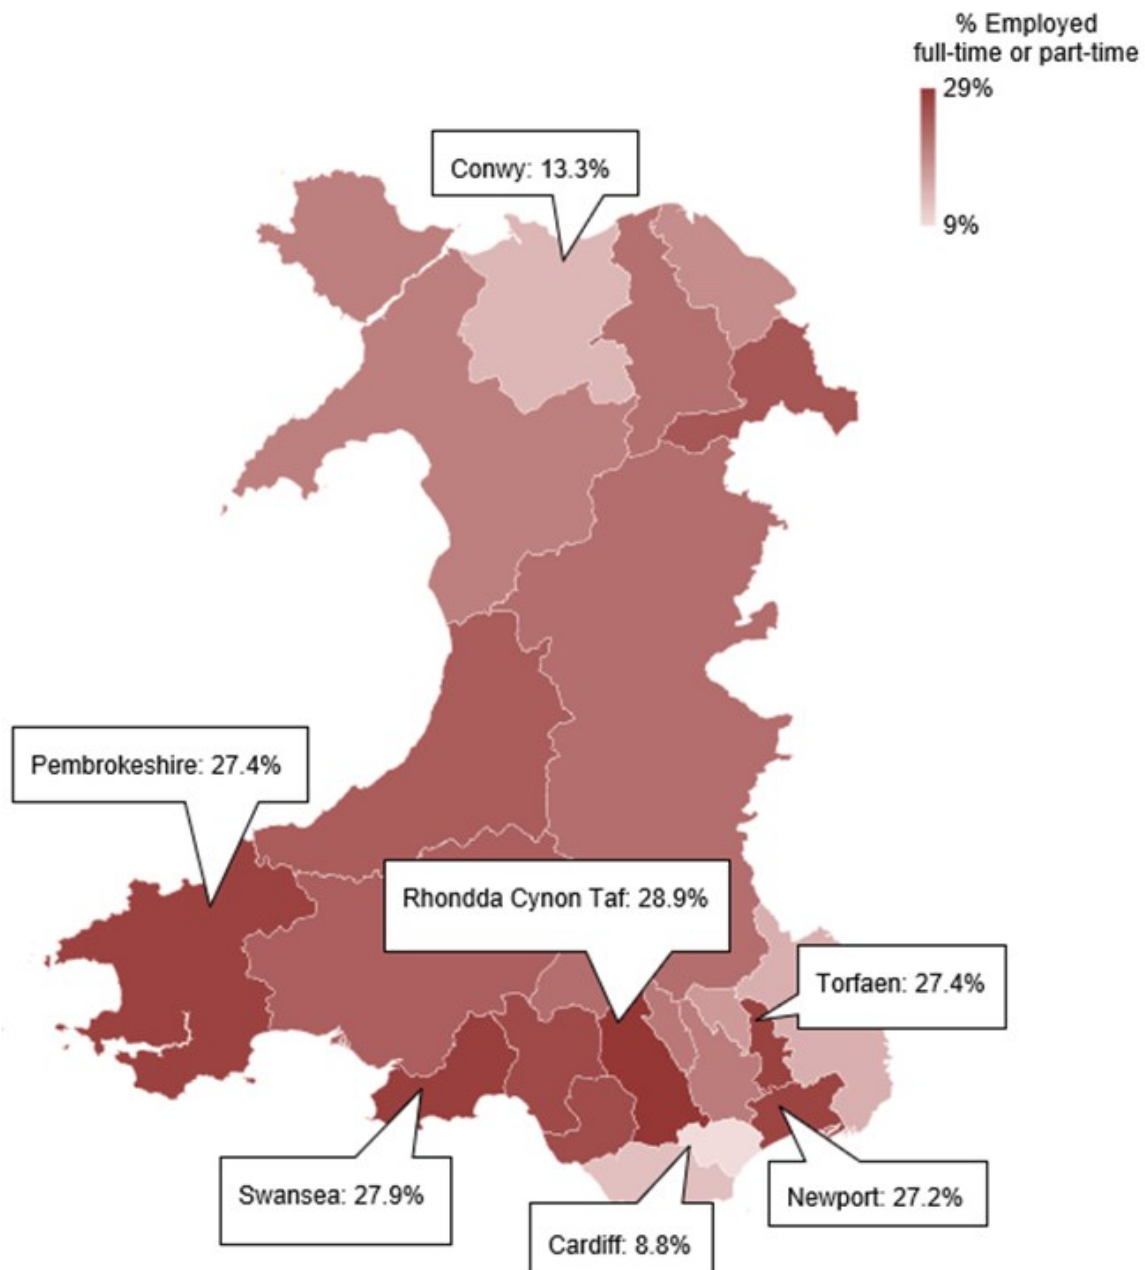 % Employed
full-time or part-time
29%
9%
Conwy: 13.3%
Pembrokeshire: 27.4%
Rhondda Cynon Taf: 28.9%
Torfaen: 27.4%
Swansea: 27.9%
Newport: 27.2%
Cardiff: 8.8%